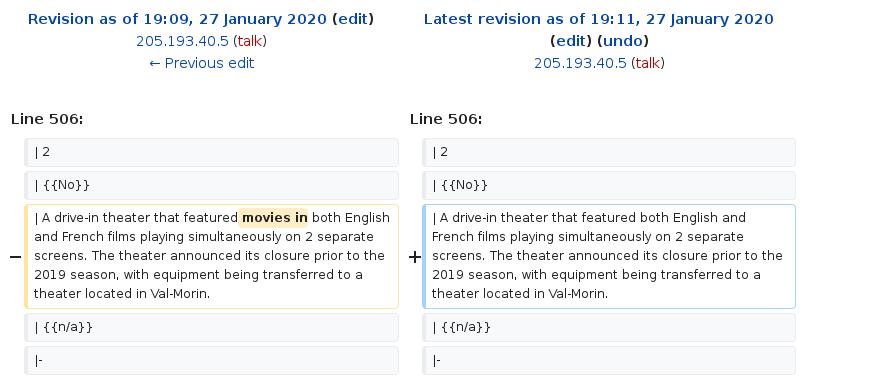 Revision as of 19:09, 27 January 2020 (edit)
205.193.40.5 (talk)
← Previous edit
Latest revision as of 19:11, 27 January 2020
(edit) (undo)
205.193.40.5 (talk)
Line 506:
Line 506:
| 2
| 2
| {{No}}
| {{No}}
− | A drive-in theater that featured movies in both English
and French films playing simultaneously on 2 separate
screens. The theater announced its closure prior to the
2019 season, with equipment being transferred to a
theater located in Val-Morin.
+ | A drive-in theater that featured both English and
French films playing simultaneously on 2 separate
screens. The theater announced its closure prior to the
2019 season, with equipment being transferred to a
theater located in Val-Morin.
| {{n/a}}
| {{n/a}}
|-
|-